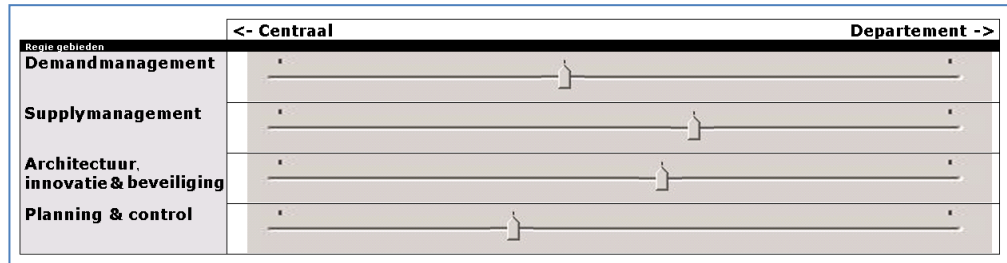 <- Centraal Departement ->
Regie gebieden
Demandmanagement
Supplymanagement
Architectuur,
innovatie & beveiliging
Planning & control